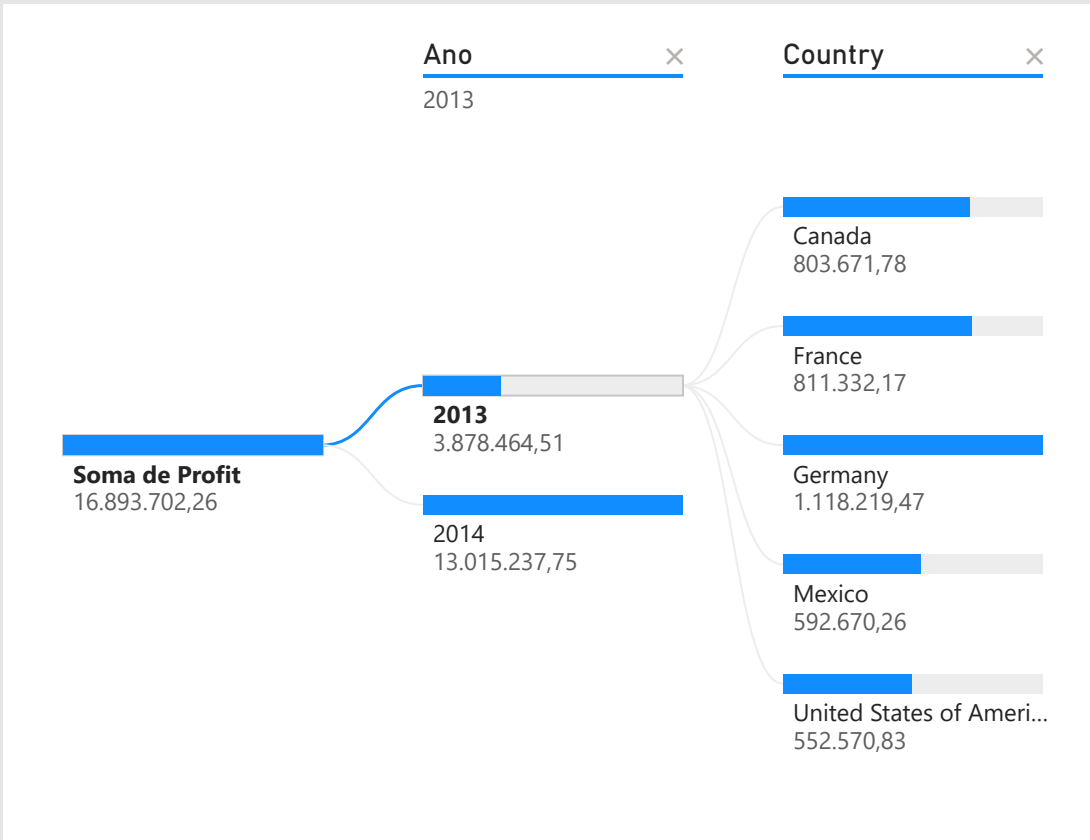 Ano
2013
Country
Soma de Profit
16.893.702,26
2013
3.878.464,51
2014
13.015.237,75
Canada
803.671,78
France
811.332,17
Germany
1.118.219,47
Mexico
592.670,26
United States of Ameri...
552.570,83